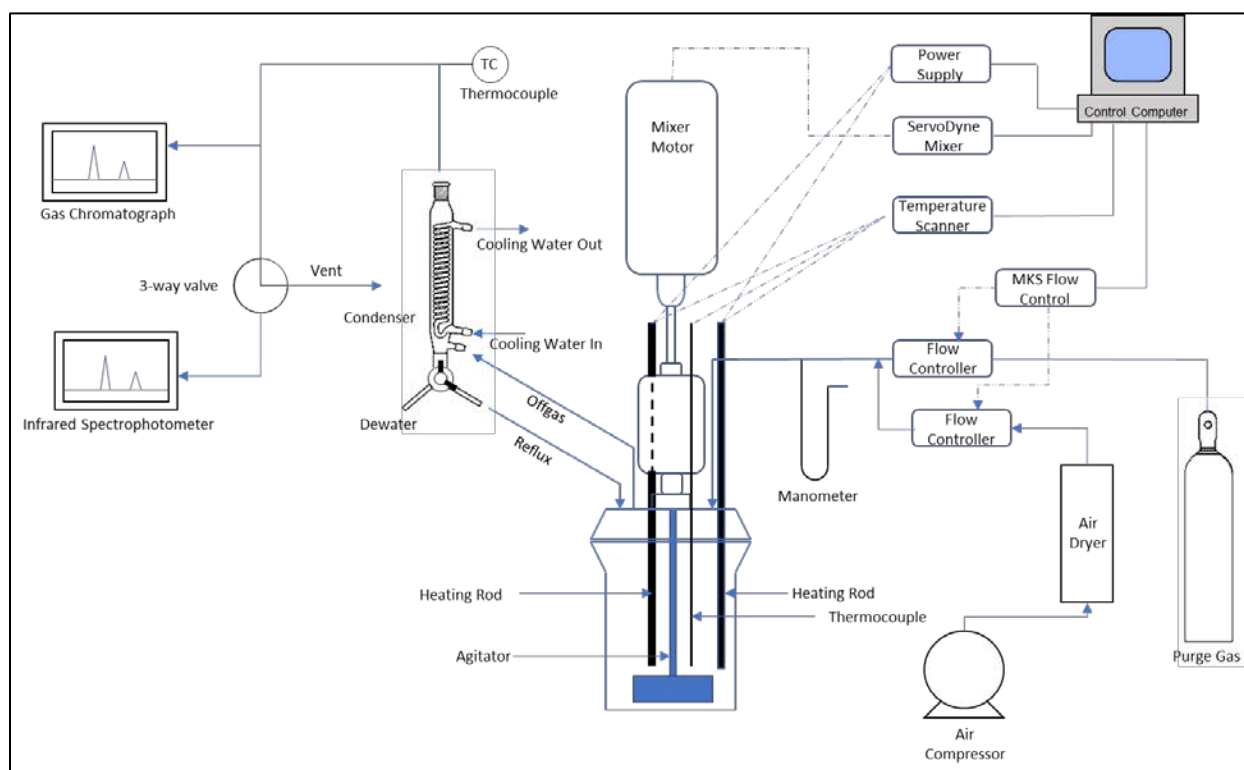 TC
Thermocouple
Gas Chromatograph
3-way valve
Vent
Infrared Spectrophotometer
Condenser
Cooling Water Out
Cooling Water In
Dewater
Offgas
Reflux
Mixer
Motor
Power
Supply
ServoDyne
Mixer
Temperature
Scanner
Control Computer
MKS Flow
Control
Flow
Controller
Flow
Controller
Manometer
Air
Dryer
Purge Gas
Air
Compressor
Heating Rod
Heating Rod
Thermocouple
Agitator